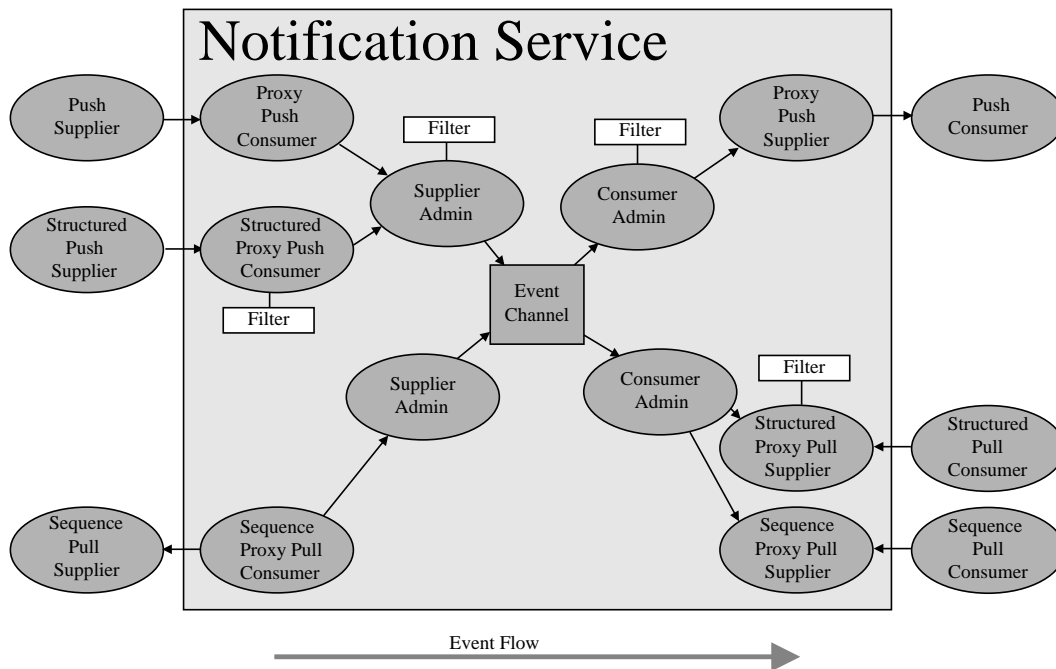 Notification Service
Push
Supplier
Proxy
Push
Consumer
Filter
Filter
Proxy
Push
Supplier
Push
Consumer
Supplier
Admin
Consumer
Admin
Structured
Push
Supplier
Structured
Proxy Push
Consumer
Filter
Event
Channel
Supplier
Admin
Consumer
Admin
Filter
Structured
Proxy Pull
Supplier
Structured
Pull
Consumer
Sequence
Pull
Supplier
Sequence
Proxy Pull
Consumer
Sequence
Proxy Pull
Supplier
Sequence
Pull
Consumer
Event Flow